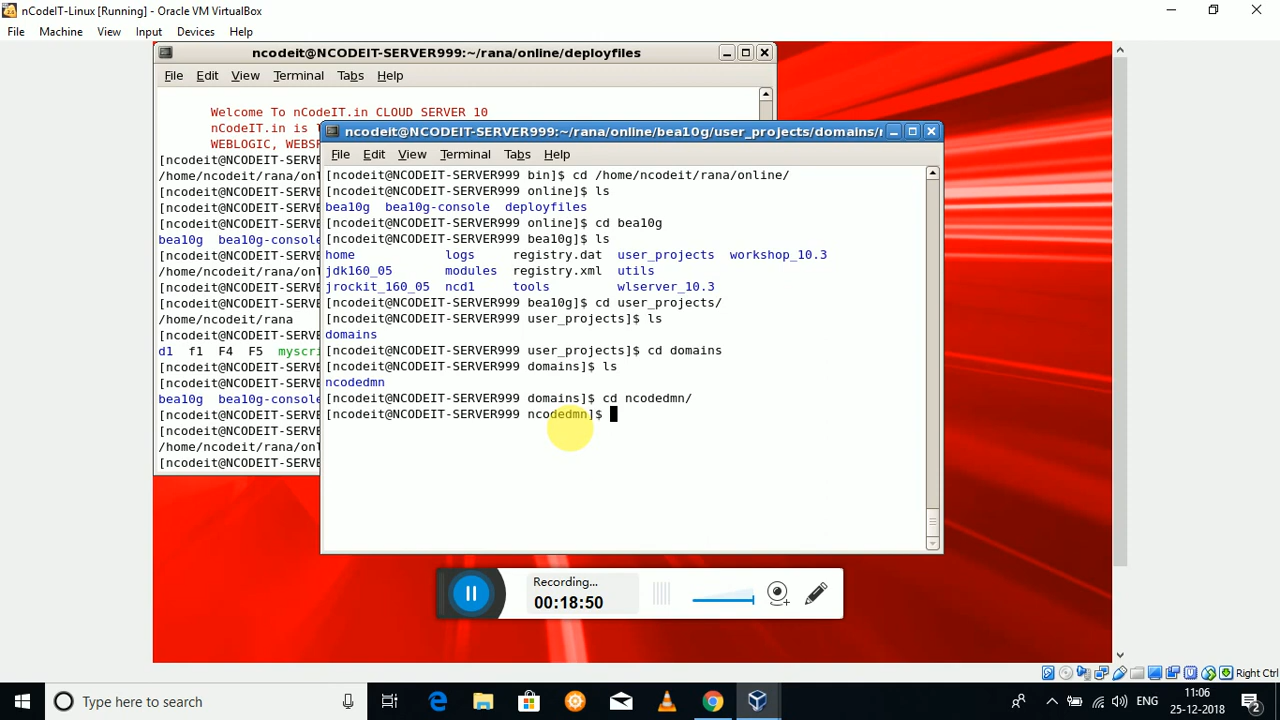 nCodeIT-Linux [Running] - Oracle VM VirtualBox
File Machine View Input Devices Help
ncodeit@NCODEIT-SERVER999:~/rana/online/deployfiles
File Edit View Terminal Tabs Help
Welcome To nCodeIT.in CLOUD SERVER 10
nCodeIT.in is
WEBLOGIC, WEBSP
[ncodeit@NCODEIT-SERVE
/home/ncodeit/rana/onl
[ncodeit@NCODEIT-SERVE
/home/ncodeit/rana/onl
[ncodeit@NCODEIT-SERVE
bea10g bea10g-console
[ncodeit@NCODEIT-SERVE
/home/ncodeit/rana/onl
[ncodeit@NCODEIT-SERVE
/home/ncodeit/rana
[ncodeit@NCODEIT-SERVE
d1 f1 F4 F5 myscri
[ncodeit@NCODEIT-SERVE
[ncodeit@NCODEIT-SERVE
bea10g bea10g-console
[ncodeit@NCODEIT-SERVE
[ncodeit@NCODEIT-SERVE
/home/ncodeit/rana/onl
[ncodeit@NCODEIT-SERVE
ncodeit@NCODEIT-SERVER999:~/rana/online/bea10g/user_projects/domains/
File Edit View Terminal Tabs Help
[ncodeit@NCODEIT-SERVER999 bin]$ cd /home/ncodeit/rana/online/
[ncodeit@NCODEIT-SERVER999 online]$ ls
bea10g bea10g-console deployfiles
[ncodeit@NCODEIT-SERVER999 online]$ cd bea10g
[ncodeit@NCODEIT-SERVER999 bea10g]$ ls
home logs registry.dat user_projects workshop_10.3
jdk160_05 modules registry.xml utils
jrockit_160_05 ncd1 tools wlserver_10.3
[ncodeit@NCODEIT-SERVER999 bea10g]$ cd user_projects/
[ncodeit@NCODEIT-SERVER999 user_projects]$ ls
domains
[ncodeit@NCODEIT-SERVER999 user_projects]$ cd domains
[ncodeit@NCODEIT-SERVER999 domains]$ ls
ncodedmn
[ncodeit@NCODEIT-SERVER999 domains]$ cd ncodedmn/
[ncodeit@NCODEIT-SERVER999 ncodedmn]$
Recording...
00:18:50
Right Ctrl
Type here to search
ENG
11:06
25-12-2018
2